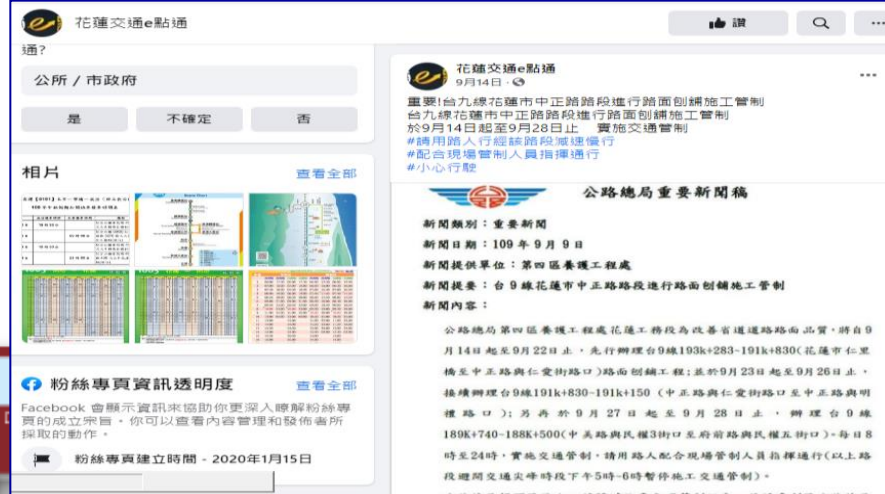 花蓮交通e點通
讚
通?
公所 / 市政府
是
不確定
否
相片
查看全部
粉絲專頁資訊透明度
查看全部
Facebook 會顯示資訊來協助你更深入瞭解粉絲專
頁的成立宗旨。你可以查看內容管理和發佈者所
採取的動作。
粉絲專頁建立時間 - 2020年1月15日
花蓮交通e點通
9月14日
重要!台九線花蓮市中正路路段進行路面刨鋪施工管制
台九線花蓮市中正路路段進行路面刨鋪施工管制
於9月14日起至9月28日止 實施交通管制
#請用路人行經該路段減速慢行
#配合現場管制人員指揮通行
#小心行駛
公路總局重要新聞稿
新聞類別：重要新聞
新聞日期：109 年 9 月 9 日
新聞提供單位：第四區養護工程處
新聞提要：台 9 線花蓮市中正路路段進行路面刨鋪施工管制
新聞內容：
公路總局第四區養護工程處花蓮工務段為改善省道道路路面品質，將自9
月14日起至9月22日止，先行辦理台9線193k+283~191k+830(花蓮市仁里
橋至中正路與仁愛街路口)路面刨鋪工程;並於9月23日起至9月26日止，
接續辦理台9線191k+830~191k+150 (中正路與仁愛街路口至中正路與明
禮路口);另再於9月27日起至9月28日止，辦理台9線
189K+740~188K+500(中美路與民權3街口至府前路與民權五街口)。每日8
時至24時，實施交通管制，請用路人配合現場管制人員指揮通行(以上路
段避開交通尖峰時段下午5時~6時暫停施工交通管制)。